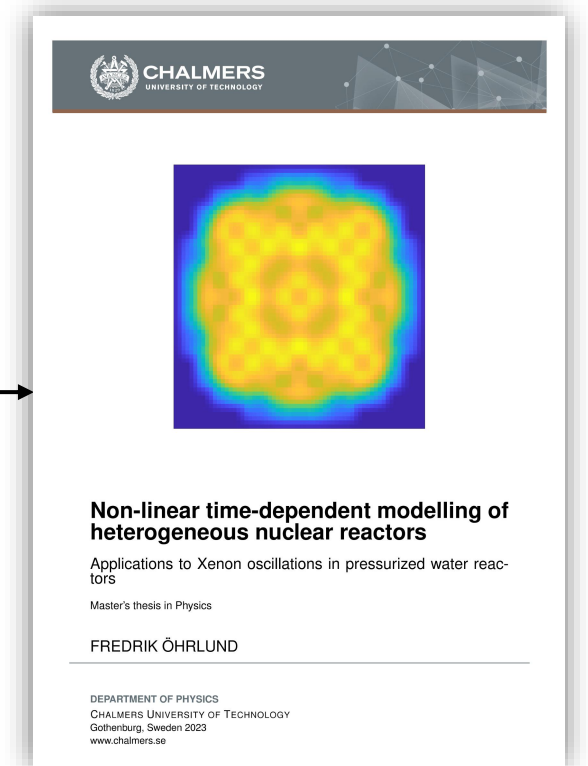 CHALMERS
UNIVERSITY OF TECHNOLOGY
Non-linear time-dependent modelling of
heterogeneous nuclear reactors
Applications to Xenon oscillations in pressurized water reac-
tors
Master's thesis in Physics
FREDRIK ÖHRLUND
DEPARTMENT OF PHYSICS
CHALMERS UNIVERSITY OF TECHNOLOGY
Gothenburg, Sweden 2023
www.chalmers.se